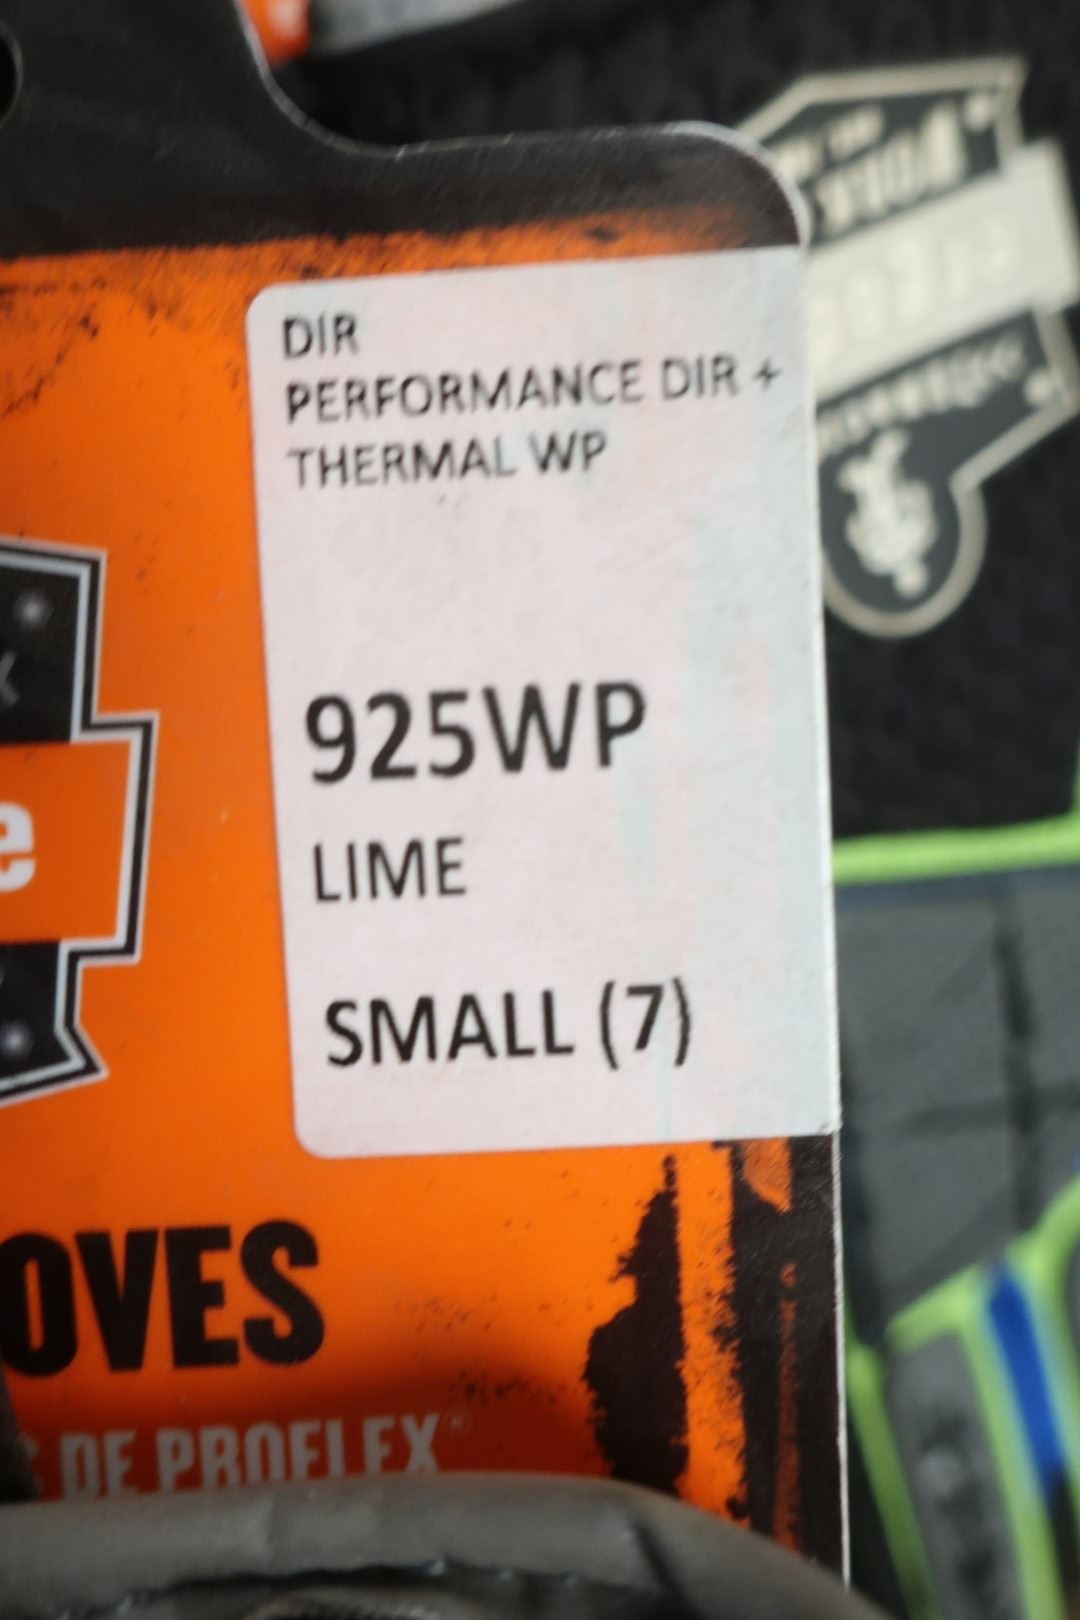 DIR
PERFORMANCE DIR +
THERMAL WP
925WP
LIME
SMALL (7)
e
OVES
DE PROFLEX®